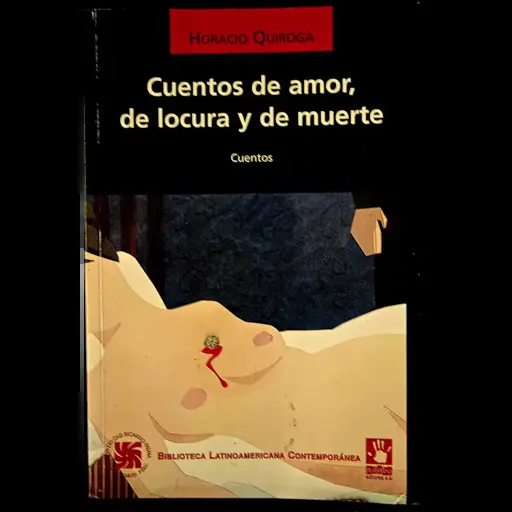 HORACIO QUIROGA
Cuentos de amor,
de locura y de muerte
Cuentos
BIBLIOTECA LATINOAMERICANA CONTEMPORÁNEA